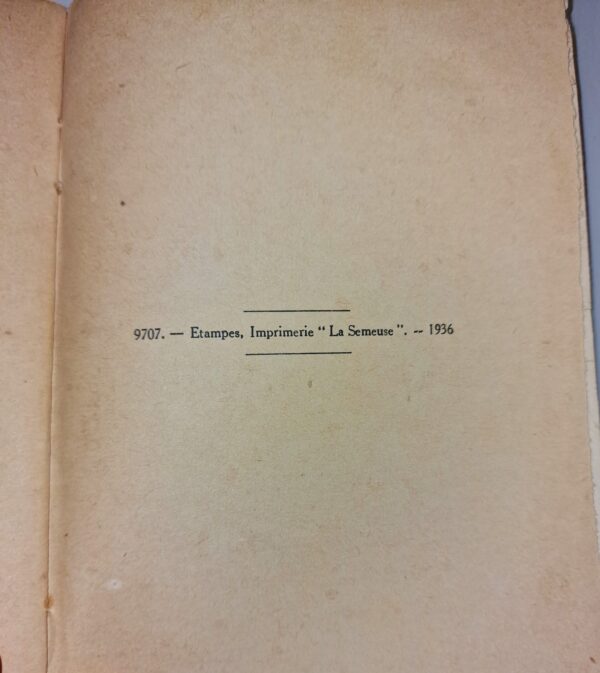 9707. — Etampes, Imprimerie “ La Semeuse ”. -- 1936